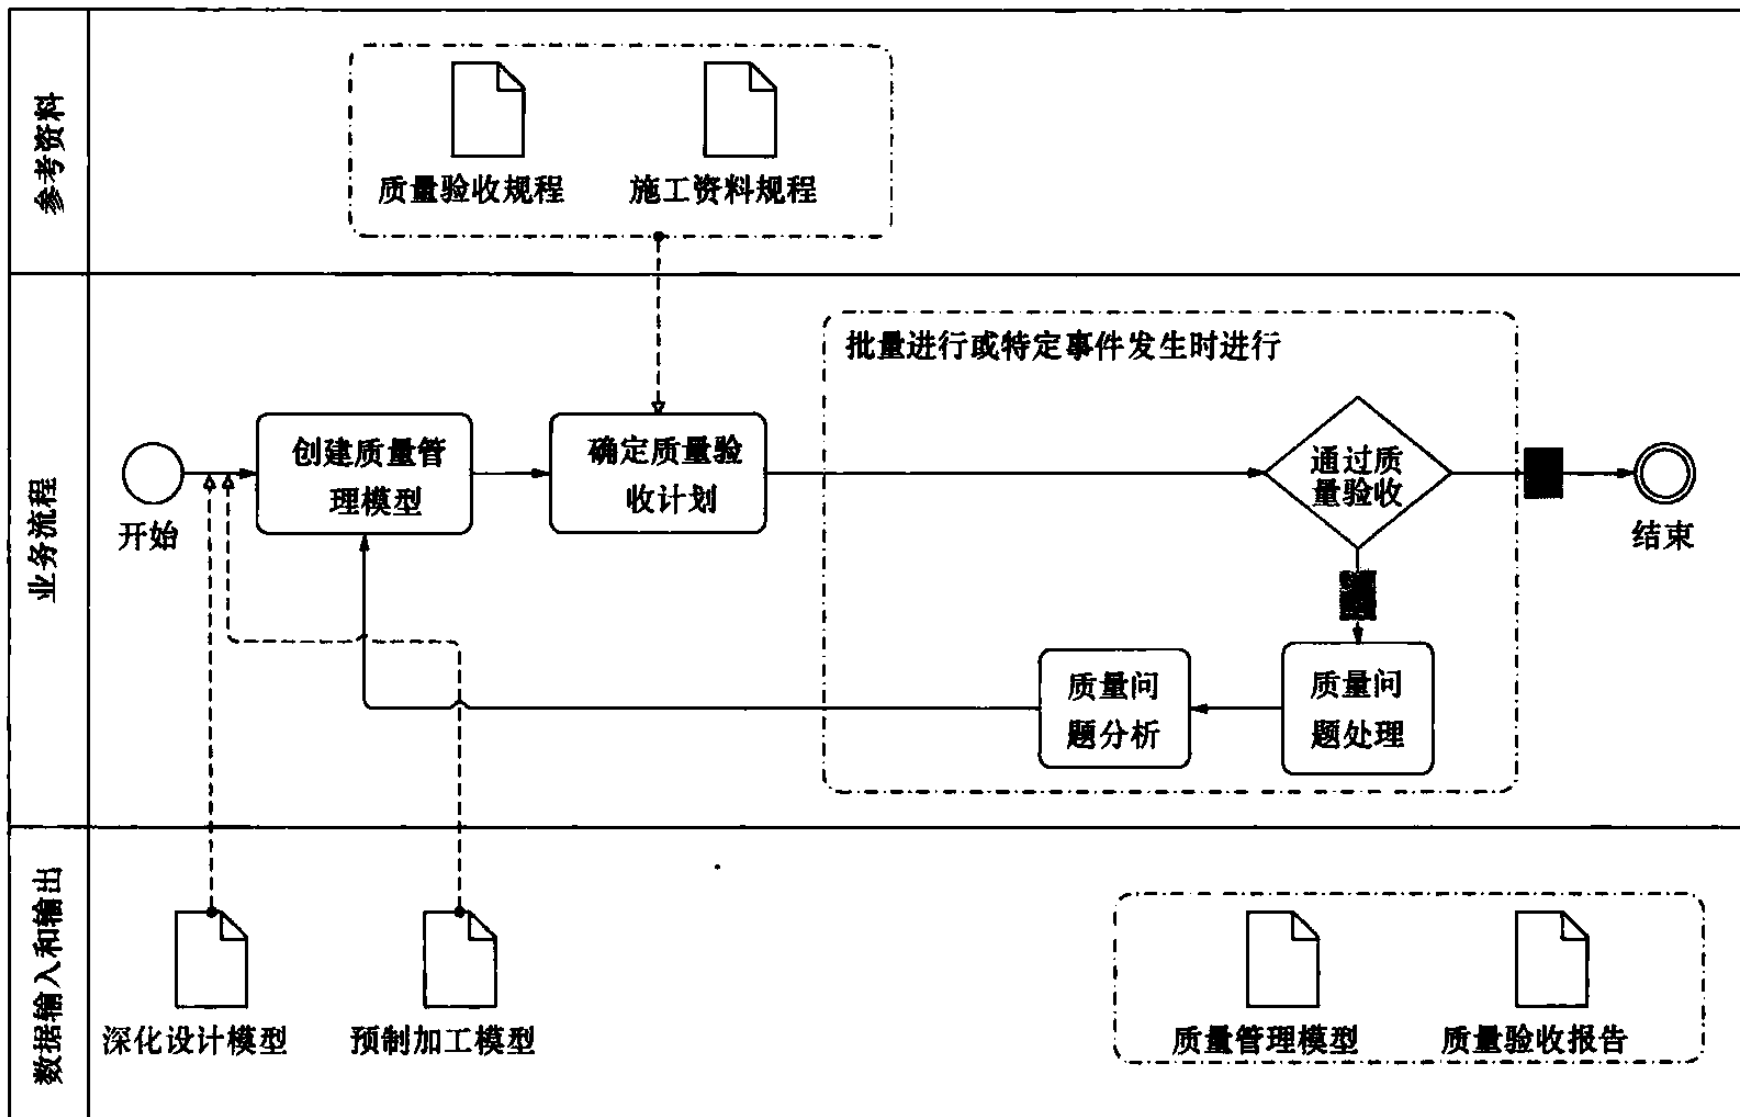 参考资料
质量验收规程
施工资料规程
业务流程
批量进行或特定事件发生时进行
开始
创建质量管
理模型
确定质量验
收计划
通过质
量验收
结束
质量问
题分析
质量问
题处理
数据输入和输出
深化设计模型
预制加工模型
质量管理模型
质量验收报告